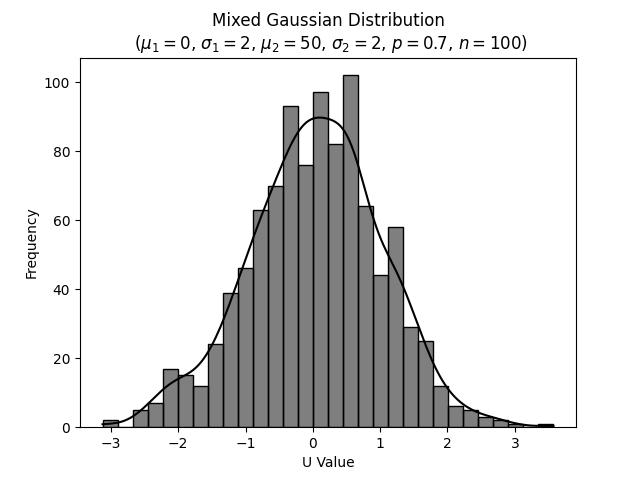 Mixed Gaussian Distribution
(μ₁ = 0, σ₁ = 2, μ₂ = 50, σ₂ = 2, p = 0.7, n = 100)
100
80
60
40
20
0
Frequency
−3 −2 −1 0 1 2 3
U Value